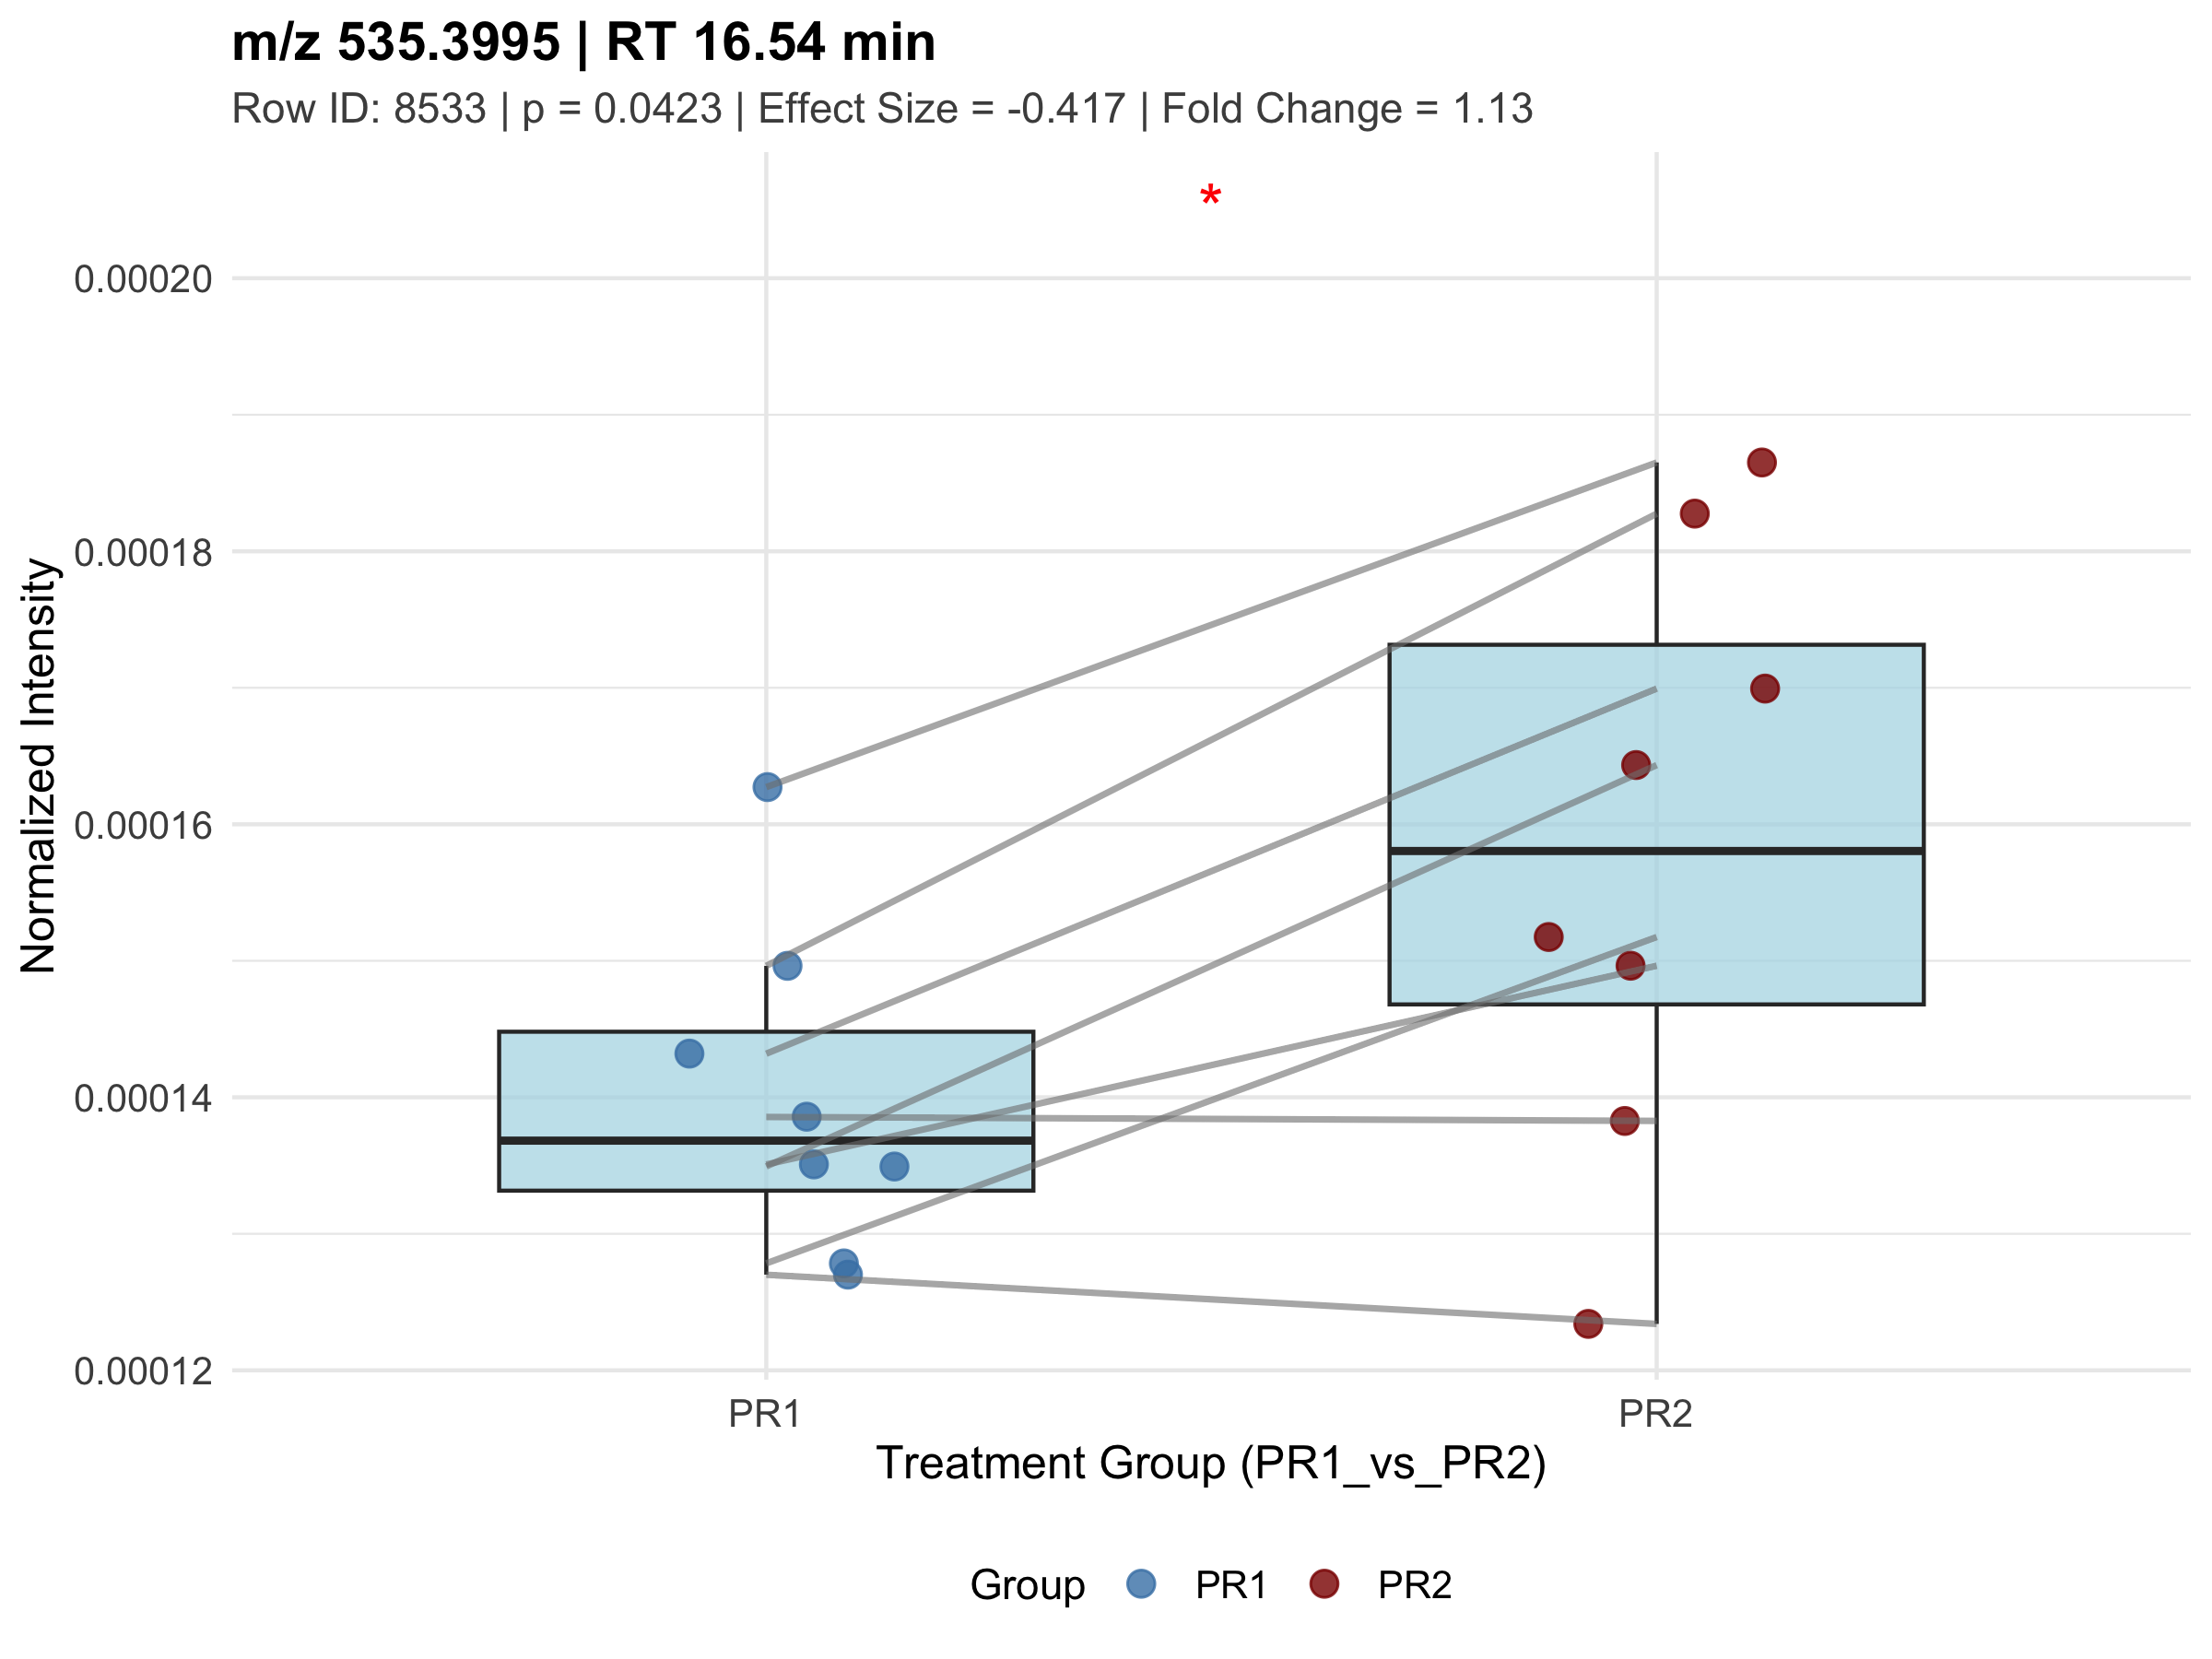 m/z 535.3995 | RT 16.54 min
Row ID: 8533 | p = 0.0423 | Effect Size = -0.417 | Fold Change = 1.13
*
Normalized Intensity
0.00020
0.00018
0.00016
0.00014
0.00012
PR1
PR2
Treatment Group (PR1_vs_PR2)
Group PR1 PR2